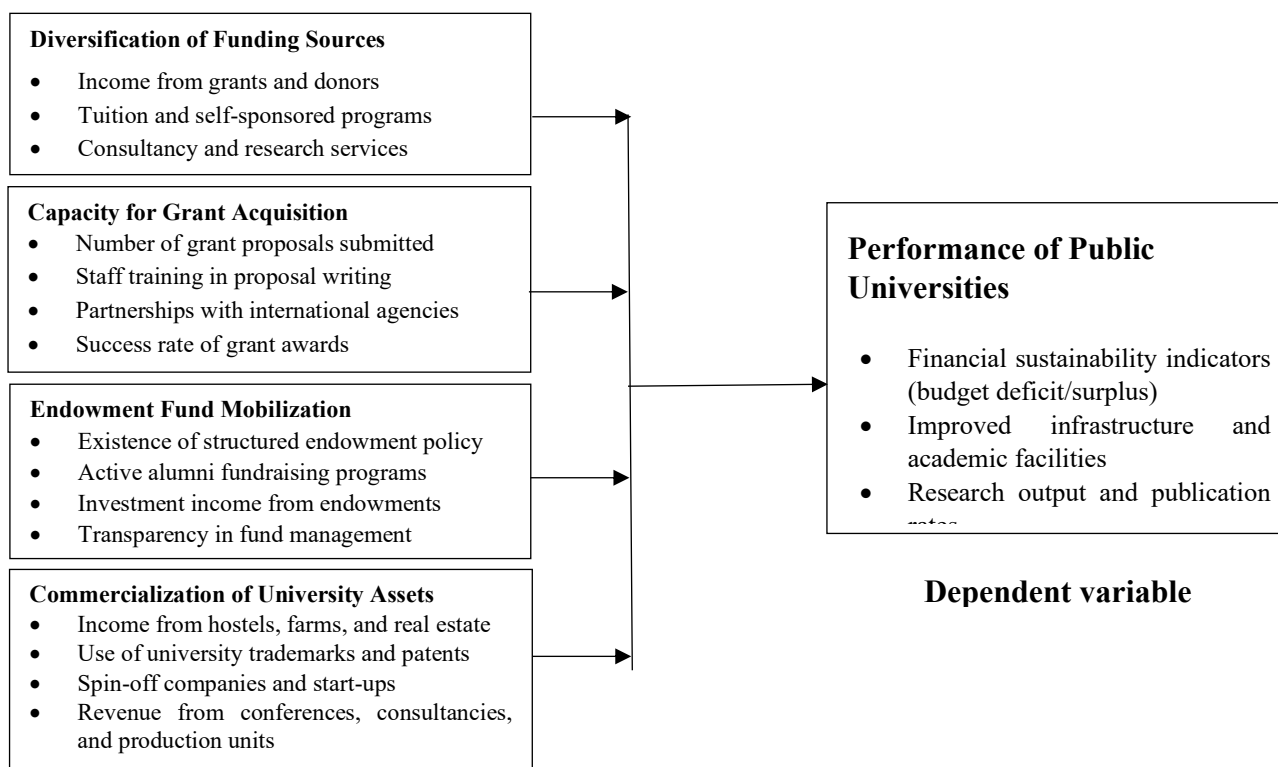 Diversification of Funding Sources
• Income from grants and donors
• Tuition and self-sponsored programs
• Consultancy and research services
Capacity for Grant Acquisition
• Number of grant proposals submitted
• Staff training in proposal writing
• Partnerships with international agencies
• Success rate of grant awards
Endowment Fund Mobilization
• Existence of structured endowment policy
• Active alumni fundraising programs
• Investment income from endowments
• Transparency in fund management
Commercialization of University Assets
• Income from hostels, farms, and real estate
• Use of university trademarks and patents
• Spin-off companies and start-ups
• Revenue from conferences, consultancies,
and production units
Performance of Public
Universities
• Financial sustainability indicators
(budget deficit/surplus)
• Improved infrastructure and
academic facilities
• Research output and publication
Dependent variable